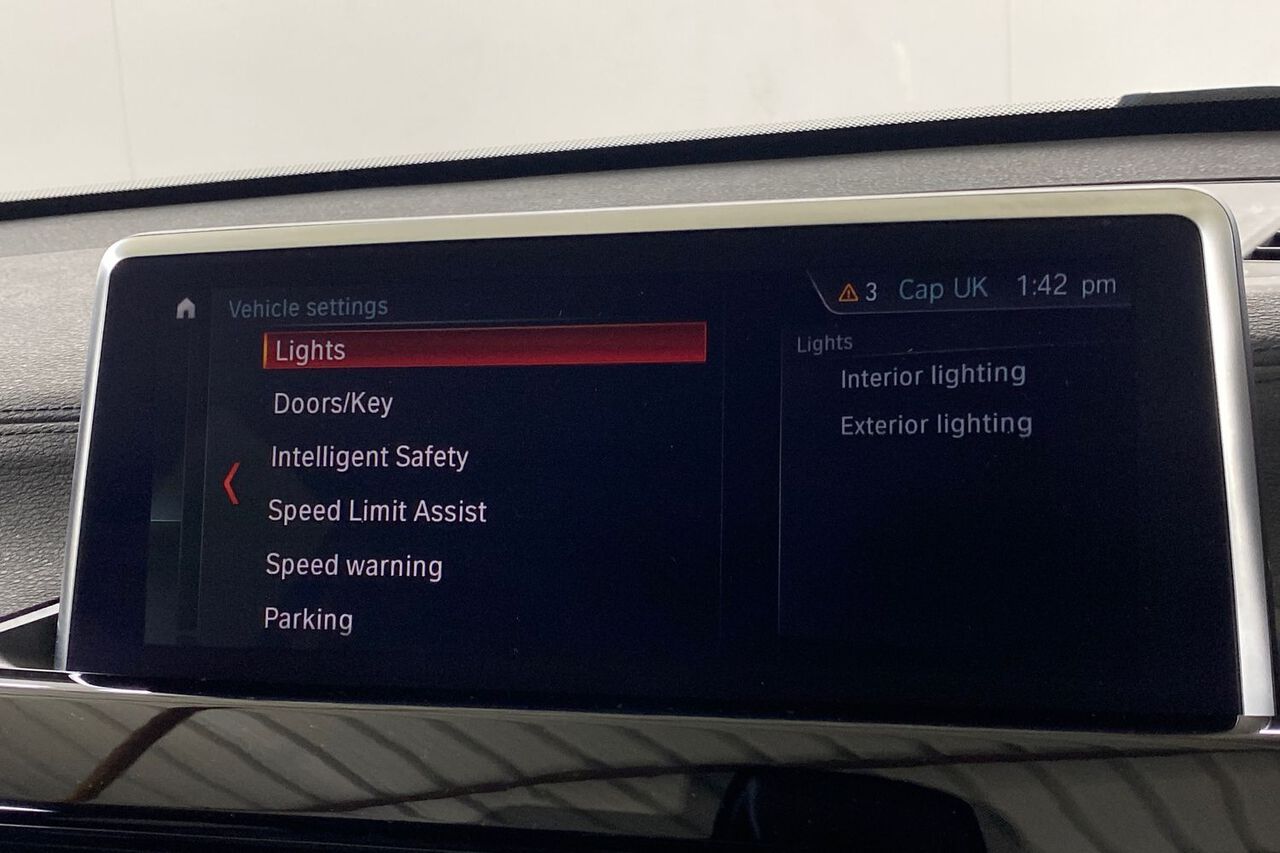 Vehicle settings
3 Cap UK 1:42 pm
Lights
Doors/Key
Intelligent Safety
Speed Limit Assist
Speed warning
Parking
Lights
Interior lighting
Exterior lighting